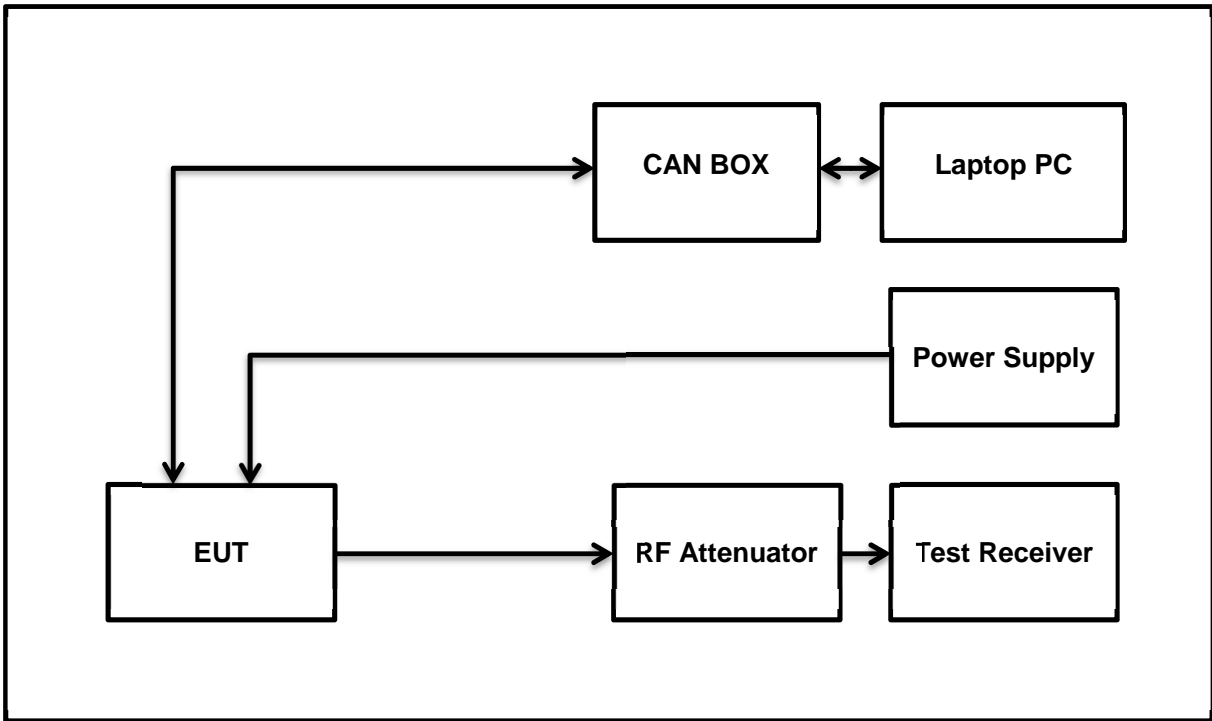 CAN BOX
Laptop PC
Power Supply
EUT
RF Attenuator
Test Receiver